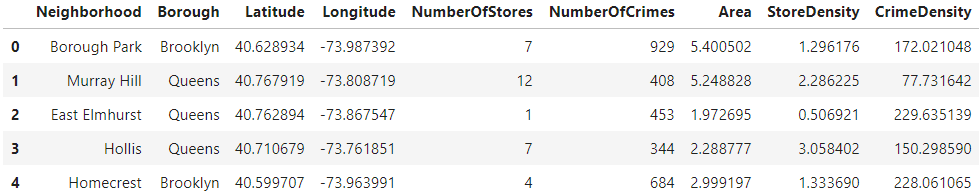 Neighborhood Borough Latitude Longitude NumberOfStores NumberOfCrimes Area StoreDensity CrimeDensity
0 Borough Park Brooklyn 40.628934 -73.987392 7 929 5.400502 1.296176 172.021048
1 Murray Hill Queens 40.767919 -73.808719 12 408 5.248828 2.286225 77.731642
2 East Elmhurst Queens 40.762894 -73.867547 1 453 1.972695 0.506921 229.635139
3 Hollis Queens 40.710679 -73.761851 7 344 2.288777 3.058402 150.298590
4 Homecrest Brooklyn 40.599707 -73.963991 4 684 2.999197 1.333690 228.061065